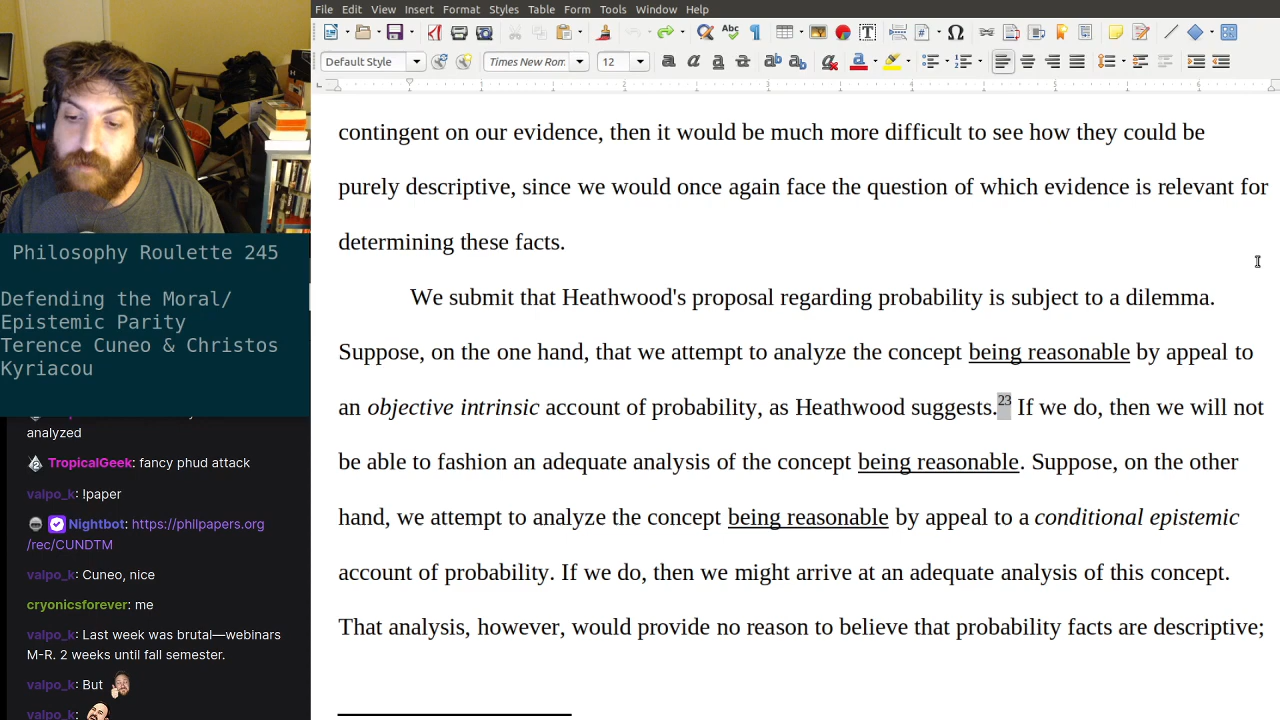 File Edit View Insert Format Styles Table Form Tools Window Help
Default Style
Times New Rom
12
contingent on our evidence, then it would be much more difficult to see how they could be
purely descriptive, since we would once again face the question of which evidence is relevant for
determining these facts.
We submit that Heathwood's proposal regarding probability is subject to a dilemma.
Suppose, on the one hand, that we attempt to analyze the concept being reasonable by appeal to
an objective intrinsic account of probability, as Heathwood suggests.23 If we do, then we will not
be able to fashion an adequate analysis of the concept being reasonable. Suppose, on the other
hand, we attempt to analyze the concept being reasonable by appeal to a conditional epistemic
account of probability. If we do, then we might arrive at an adequate analysis of this concept.
That analysis, however, would provide no reason to believe that probability facts are descriptive;
Philosophy Roulette 245
Defending the Moral/
Epistemic Parity
Terence Cuneo & Christos
Kyriacou
analyzed
TropicalGeek: fancy phud attack
valpo_k: !paper
Nightbot: https://philpapers.org
/rec/CUNDTM
valpo_k: Cuneo, nice
cryonicsforever: me
valpo_k: Last week was brutal—webinars
M-R. 2 weeks until fall semester.
valpo_k: But
valpo_k: